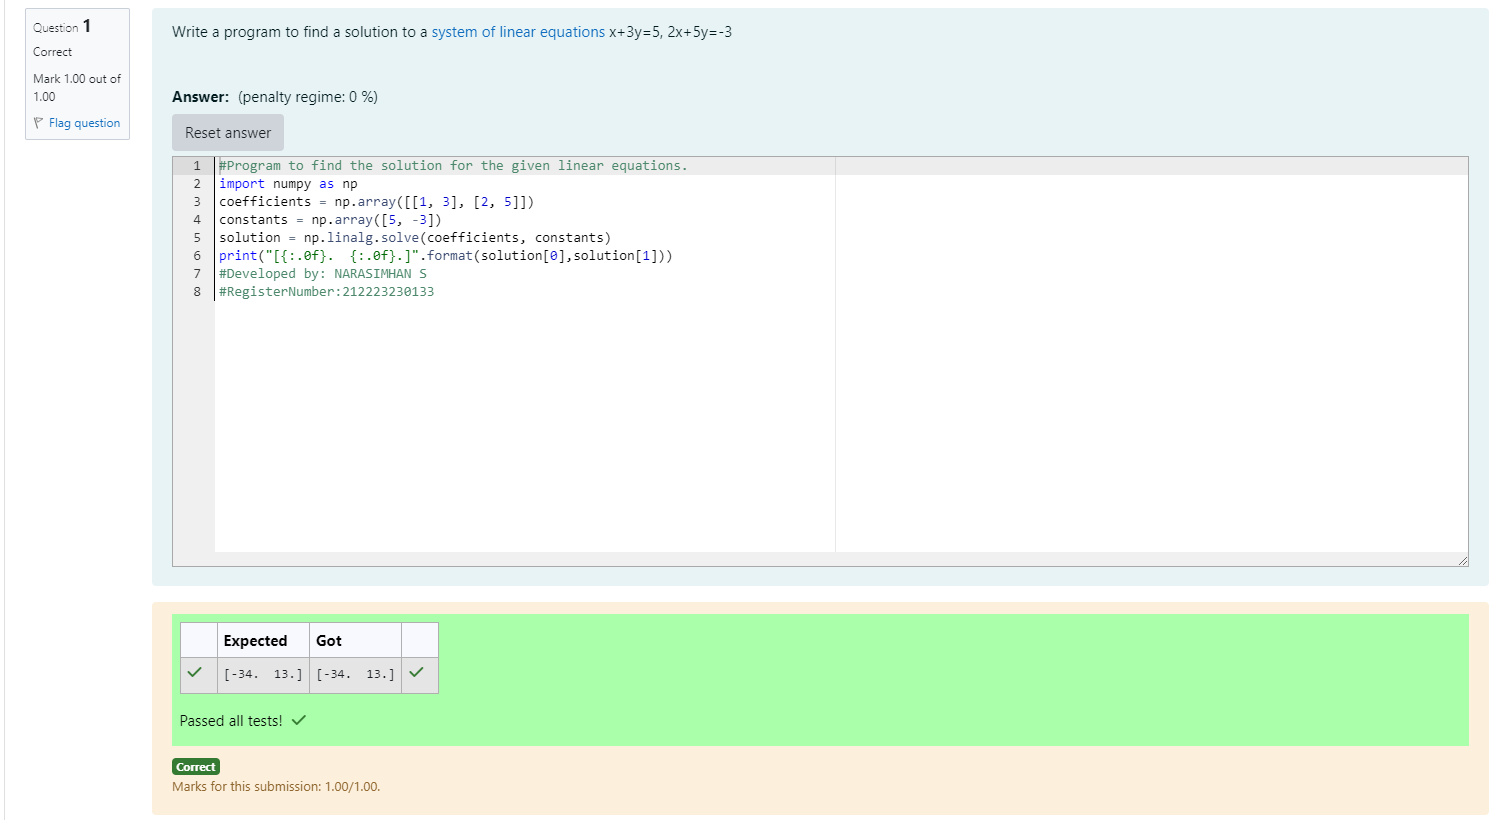 Question 1
Correct
Mark 1.00 out of
1.00
Flag question
Write a program to find a solution to a system of linear equations x+3y=5, 2x+5y=-3
Answer: (penalty regime: 0 %)
Reset answer
1 #Program to find the solution for the given linear equations.
2 import numpy as np
3 coefficients = np.array([[1, 3], [2, 5]])
4 constants = np.array([5, -3])
5 solution = np.linalg.solve(coefficients, constants)
6 print("[{:.0f}.  {:.0f}.]".format(solution[0],solution[1]))
7 #Developed by: NARASIMHAN S
8 #RegisterNumber:212223230133
Expected Got
[-34.  13.] [-34.  13.]
Passed all tests!
Correct
Marks for this submission: 1.00/1.00.